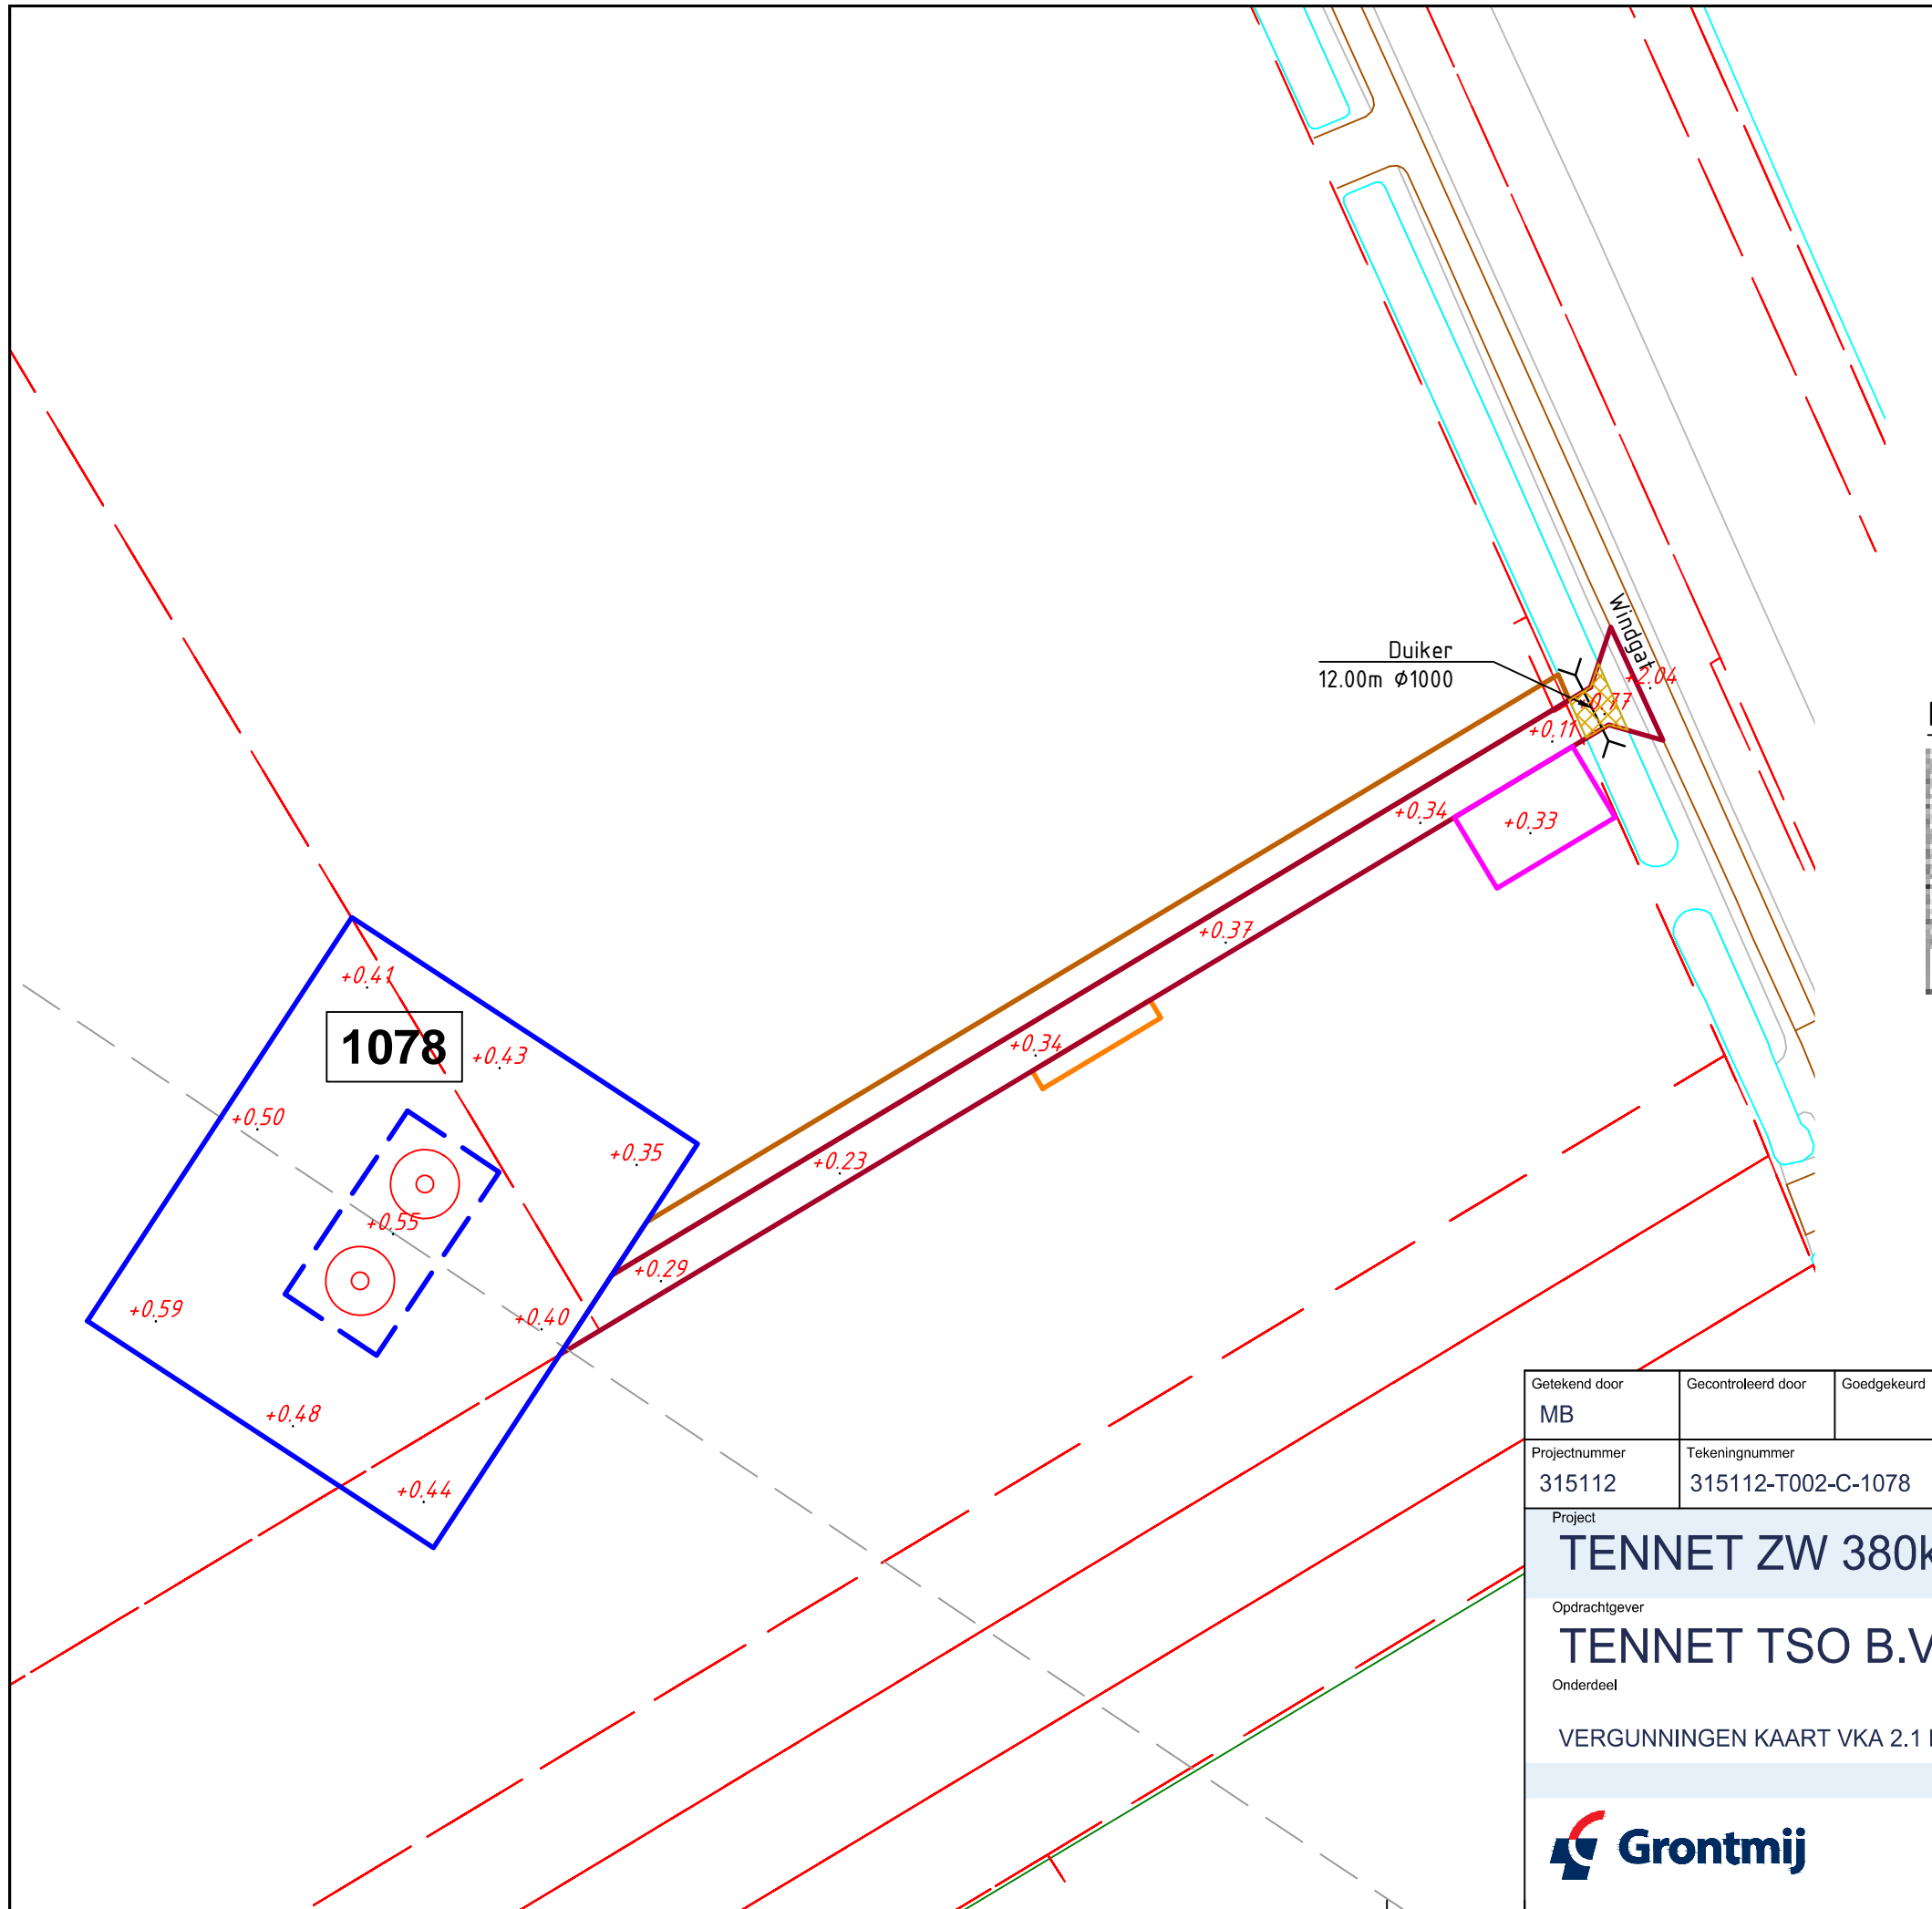 Windgat
Duiker
12.00m Ø1000
+2.04
+0.11
+0.34
+0.33
+0.37
+0.41
1078
+0.43
+0.34
+0.50
+0.35
+0.23
+0.55
+0.29
+0.59
+0.40
+0.48
+0.44
Getekend door
Gecontroleerd door
Goedgekeurd
MB
Projectnummer
Tekeningnummer
315112
315112-T002-C-1078
Project
TENNET ZW 380k
Opdrachtgever
TENNET TSO B.V
Onderdeel
VERGUNNINGEN KAART VKA 2.1
Grontmij